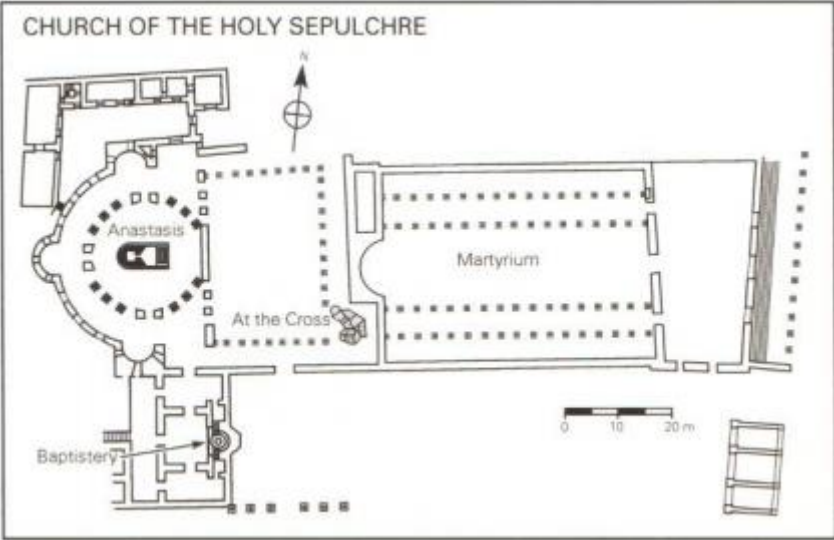 CHURCH OF THE HOLY SEPULCHRE
N
Anastasis
Martyrium
At the Cross
0 10 20 m
Baptistery